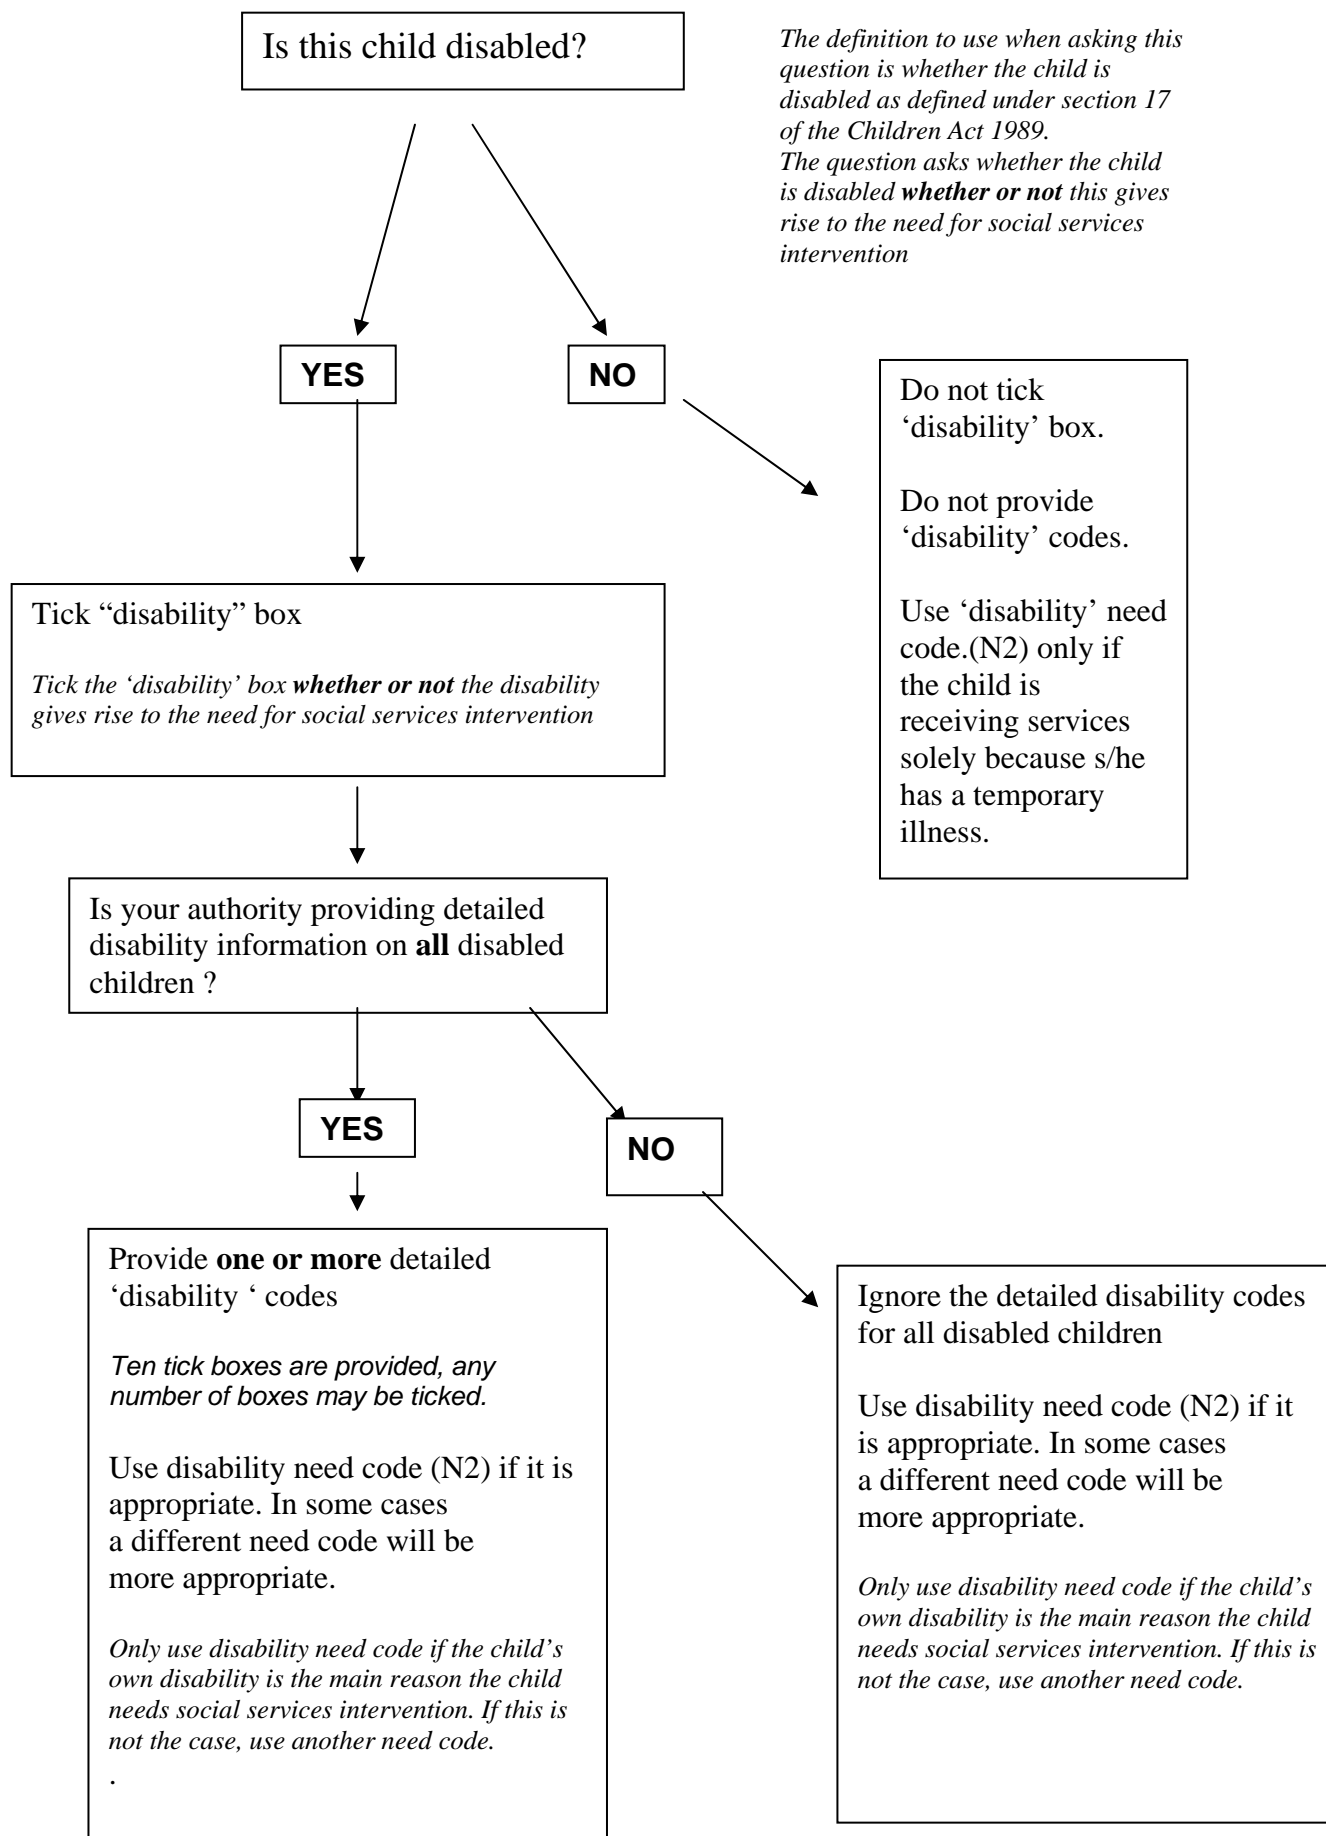 Is this child disabled?
The definition to use when asking this
question is whether the child is
disabled as defined under section 17
of the Children Act 1989.
The question asks whether the child
is disabled whether or not this gives
rise to the need for social services
intervention
YES
NO
Do not tick
‘disability’ box.
Do not provide
‘disability’ codes.
Use ‘disability’ need
code.(N2) only if
the child is
receiving services
solely because s/he
has a temporary
illness.
Tick “disability” box
Tick the ‘disability’ box whether or not the disability
gives rise to the need for social services intervention
Is your authority providing detailed
disability information on all disabled
children ?
YES
NO
Provide one or more detailed
‘disability ‘ codes
Ten tick boxes are provided, any
number of boxes may be ticked.
Use disability need code (N2) if it is
appropriate. In some cases
a different need code will be
more appropriate.
Only use disability need code if the child’s
own disability is the main reason the child
needs social services intervention. If this is
not the case, use another need code.
.
Ignore the detailed disability codes
for all disabled children
Use disability need code (N2) if it
is appropriate. In some cases
a different need code will be
more appropriate.
Only use disability need code if the child’s
own disability is the main reason the child
needs social services intervention. If this is
not the case, use another need code.